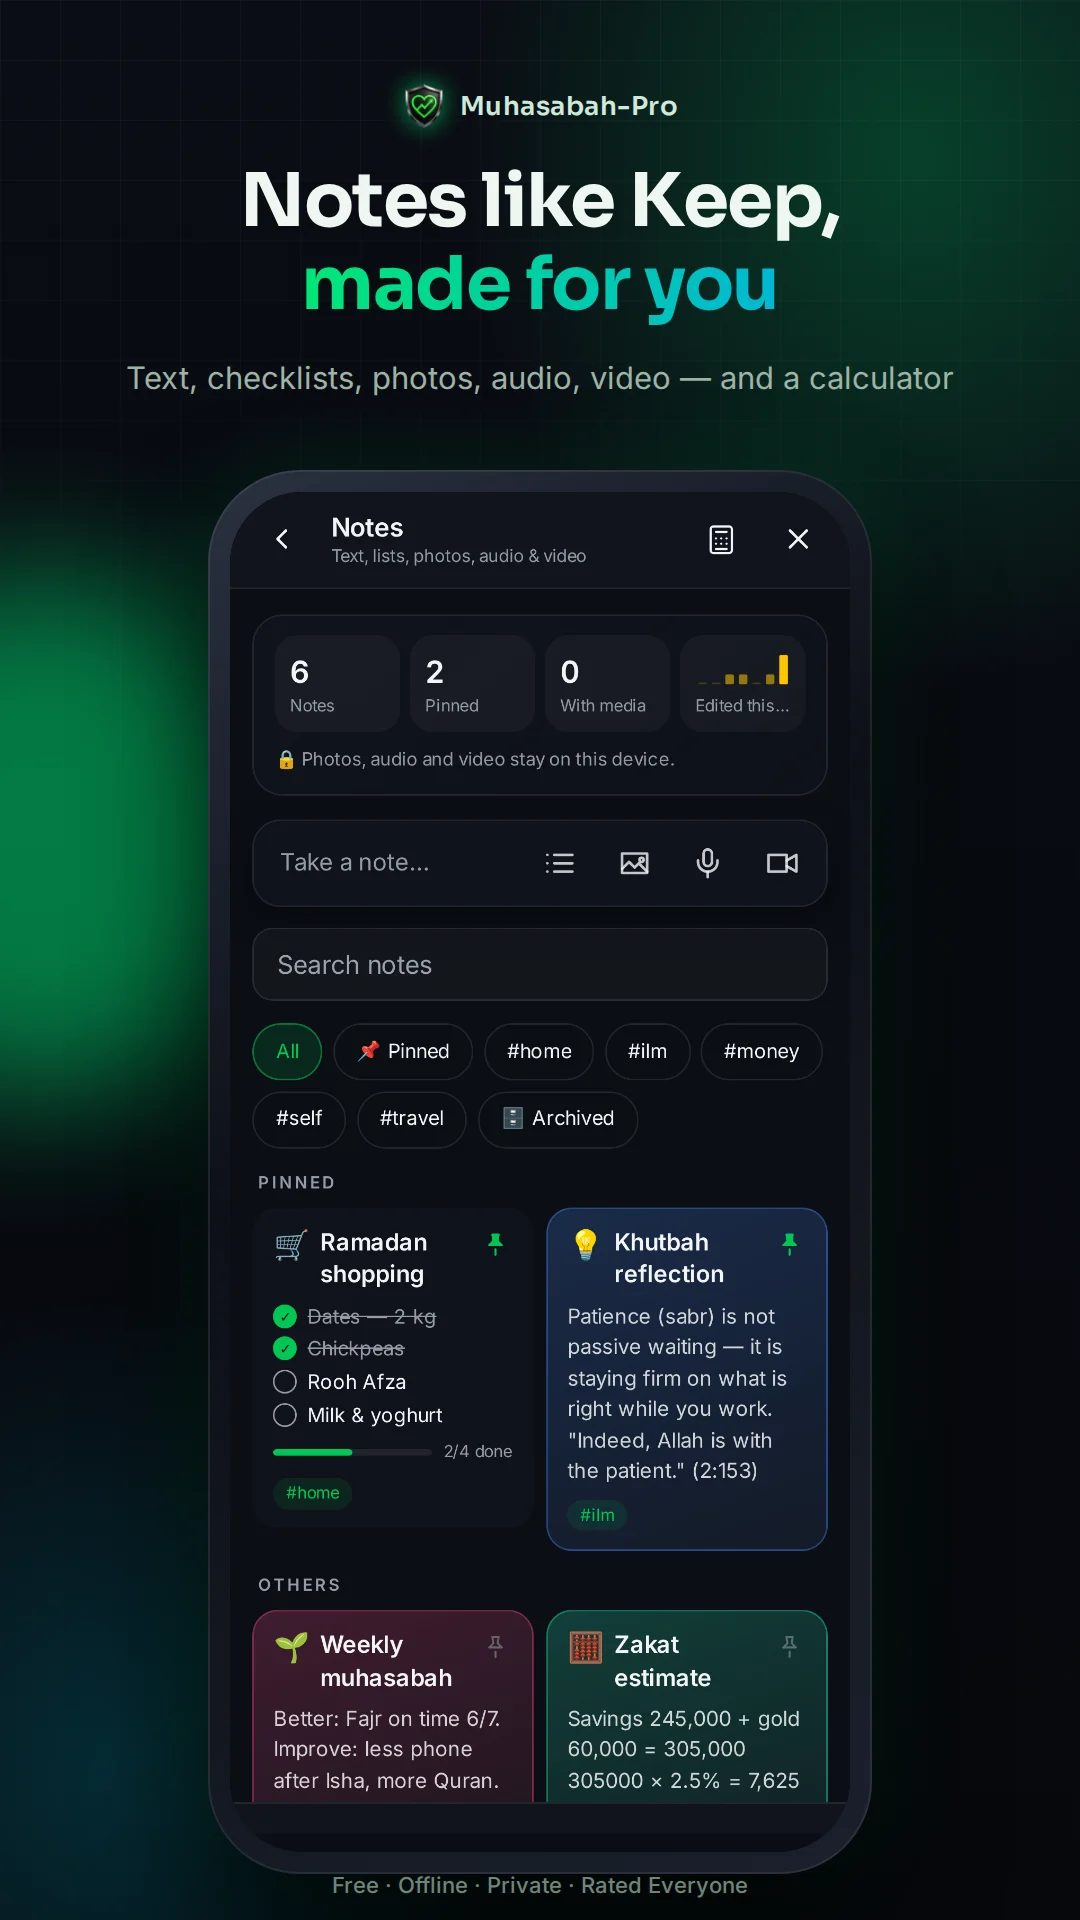 Muhasabah-Pro
Notes like Keep,
made for you
Text, checklists, photos, audio, video — and a calculator
Notes
Text, lists, photos, audio & video
6
Notes
2
Pinned
0
With media
Edited this...
🔒 Photos, audio and video stay on this device.
Take a note...
Search notes
All
📌 Pinned
#home
#ilm
#money
#self
#travel
🗄️ Archived
PINNED
🛒 Ramadan
shopping
Dates — 2 kg
Chickpeas
Rooh Afza
Milk & yoghurt
2/4 done
#home
💡 Khutbah
reflection
Patience (sabr) is not
passive waiting — it is
staying firm on what is
right while you work.
"Indeed, Allah is with
the patient." (2:153)
#ilm
OTHERS
🌱 Weekly
muhasabah
Better: Fajr on time 6/7.
Improve: less phone
after Isha, more Quran.
🧮 Zakat
estimate
Savings 245,000 + gold
60,000 = 305,000
305000 × 2.5% = 7,625
Free · Offline · Private · Rated Everyone